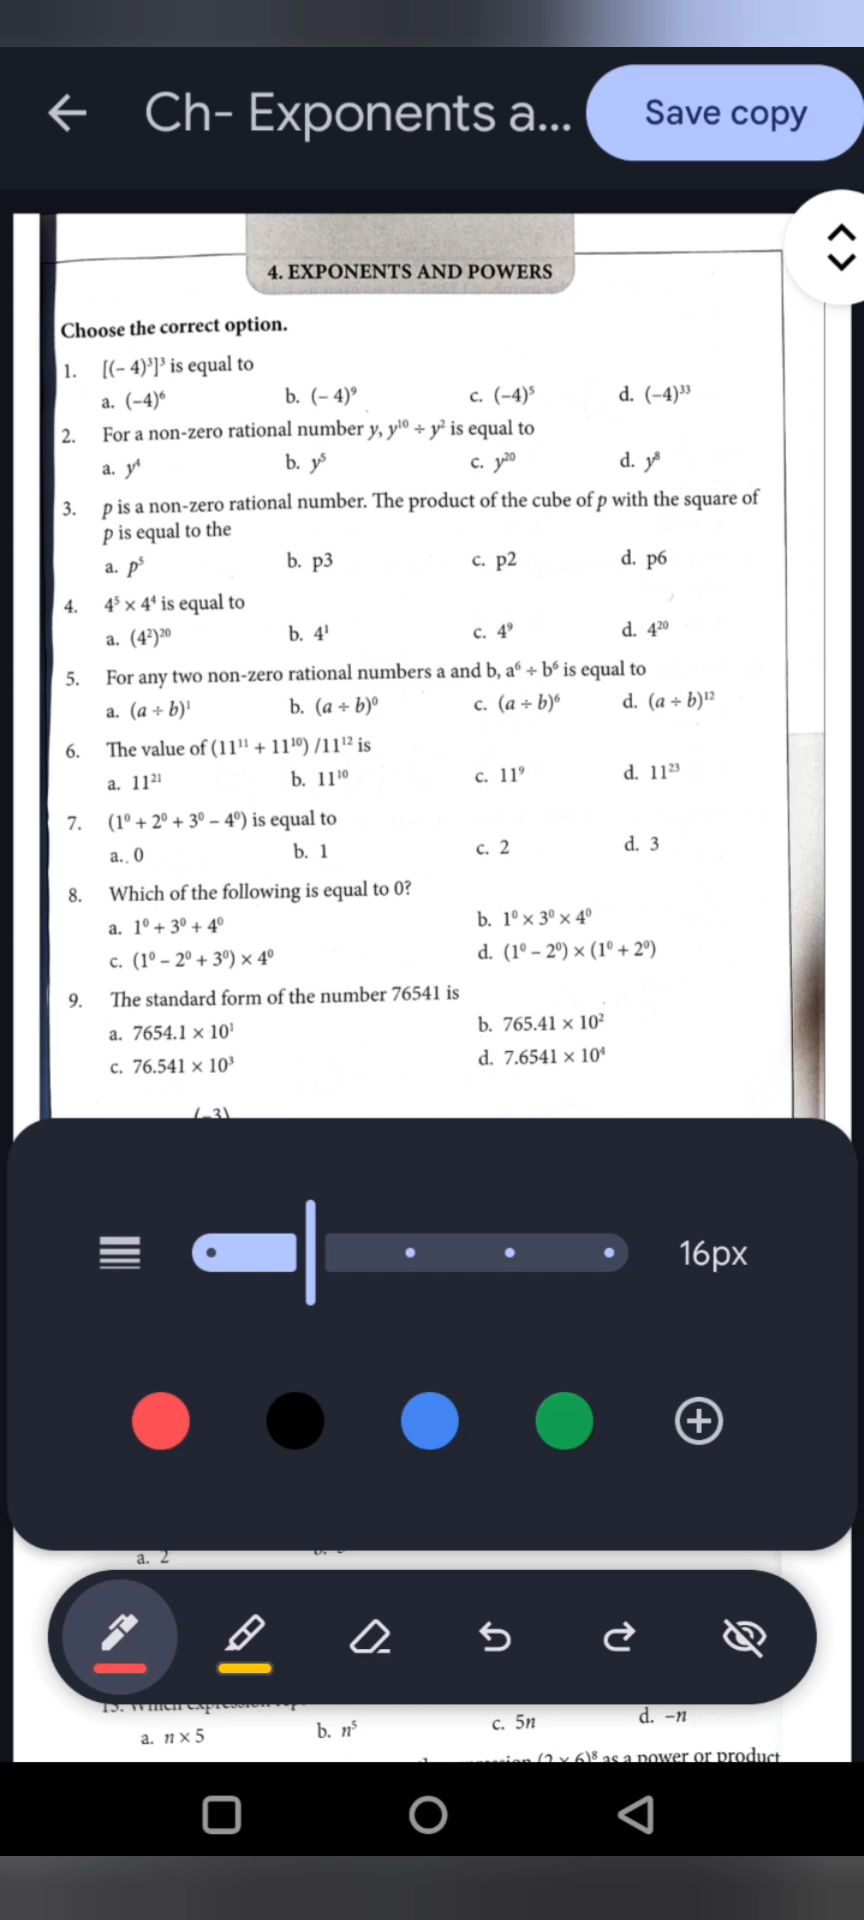 Ch- Exponents a...
Save copy
4. EXPONENTS AND POWERS
Choose the correct option.
1. [(– 4)³]³ is equal to
a. (–4)⁶ b. (– 4)⁹ c. (–4)⁵ d. (–4)³³
2. For a non-zero rational number y, y¹⁰ ÷ y² is equal to
a. y⁴ b. y⁵ c. y²⁰ d. y⁸
3. p is a non-zero rational number. The product of the cube of p with the square of
p is equal to the
a. p⁵ b. p3 c. p2 d. p6
4. 4⁵ × 4⁴ is equal to
a. (4²)²⁰ b. 4¹ c. 4⁹ d. 4²⁰
5. For any two non-zero rational numbers a and b, a⁶ ÷ b⁶ is equal to
a. (a ÷ b)¹ b. (a ÷ b)⁰ c. (a ÷ b)⁶ d. (a ÷ b)¹²
6. The value of (11¹¹ + 11¹⁰) /11¹² is
a. 11²¹ b. 11¹⁰ c. 11⁹ d. 11²³
7. (1⁰ + 2⁰ + 3⁰ – 4⁰) is equal to
a.. 0 b. 1 c. 2 d. 3
8. Which of the following is equal to 0?
a. 1⁰ + 3⁰ + 4⁰ b. 1⁰ × 3⁰ × 4⁰
c. (1⁰ – 2⁰ + 3⁰) × 4⁰ d. (1⁰ – 2⁰) × (1⁰ + 2⁰)
9. The standard form of the number 76541 is
a. 7654.1 × 10¹ b. 765.41 × 10²
c. 76.541 × 10³ d. 7.6541 × 10⁴
(–3)
16px
a. 2
a. n × 5 b. n⁵ c. 5n d. –n
(2 × 6)⁸ as a power or product